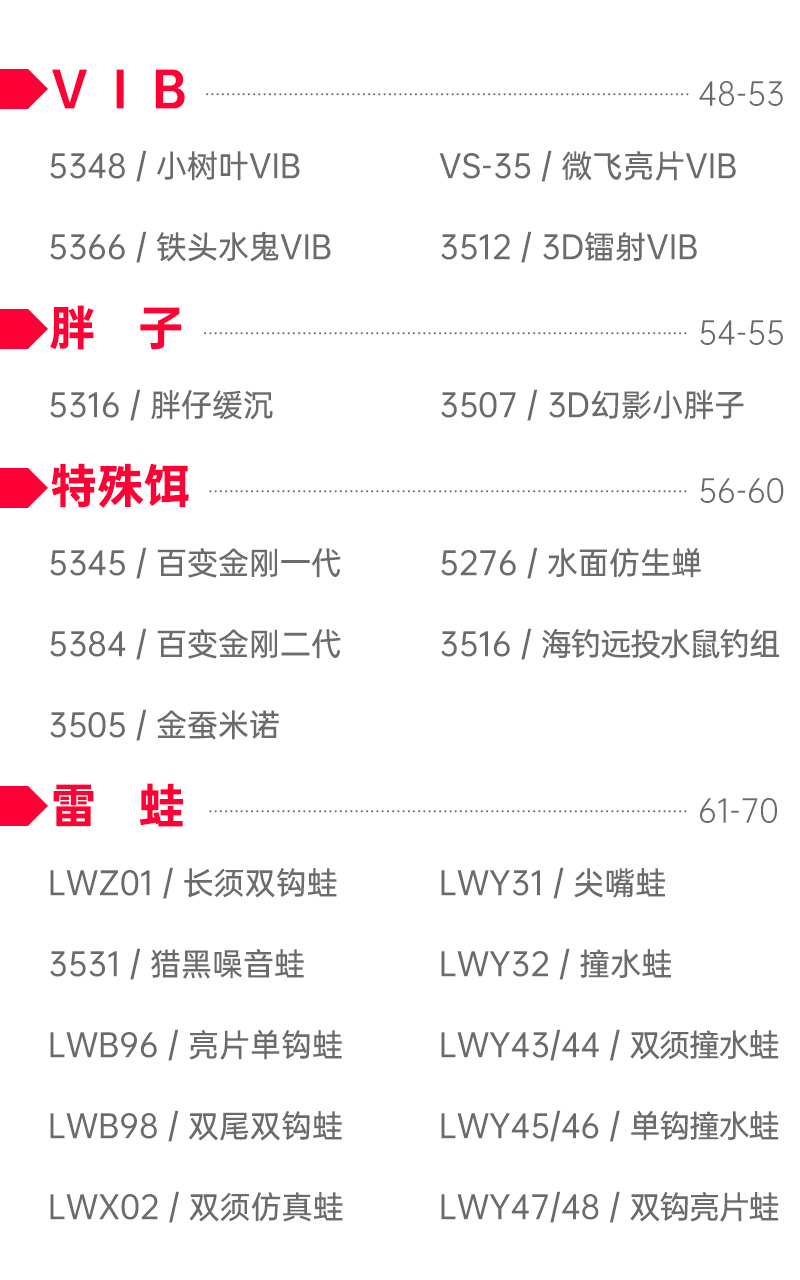 VIB 48-53
5348 / 小树叶VIB VS-35 / 微飞亮片VIB
5366 / 铁头水鬼VIB 3512 / 3D镭射VIB
胖 子 54-55
5316 / 胖仔缓沉 3507 / 3D幻影小胖子
特殊饵 56-60
5345 / 百变金刚一代 5276 / 水面仿生蝉
5384 / 百变金刚二代 3516 / 海钓远投水鼠钓组
3505 / 金蚕米诺
雷 蛙 61-70
LWZ01 / 长须双钩蛙 LWY31 / 尖嘴蛙
3531 / 猎黑噪音蛙 LWY32 / 撞水蛙
LWB96 / 亮片单钩蛙 LWY43/44 / 双须撞水蛙
LWB98 / 双尾双钩蛙 LWY45/46 / 单钩撞水蛙
LWX02 / 双须仿真蛙 LWY47/48 / 双钩亮片蛙